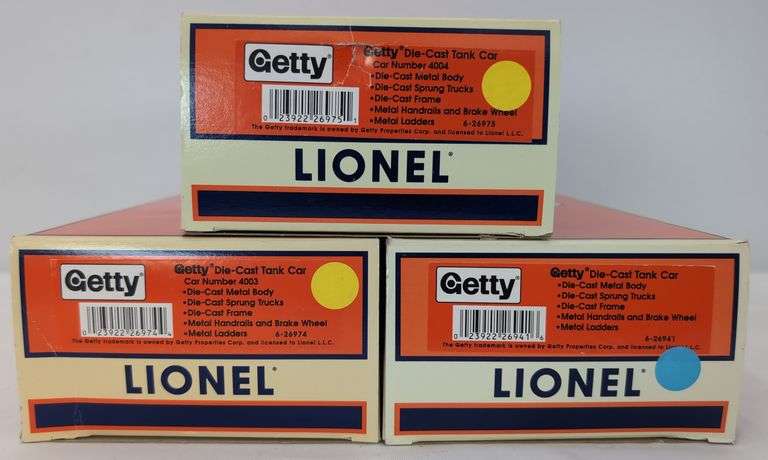 Getty
Getty® Die-Cast Tank Car
Car Number 4004
•Die-Cast Metal Body
•Die-Cast Sprung Trucks
•Die-Cast Frame
•Metal Handrails and Brake Wheel
•Metal Ladders 6-26975
0 23922 26975 1
The Getty trademark is owned by Getty Properties Corp. and licensed to Lionel L.L.C.
LIONEL®
Getty
Getty® Die-Cast Tank Car
Car Number 4003
•Die-Cast Metal Body
•Die-Cast Sprung Trucks
•Die-Cast Frame
•Metal Handrails and Brake Wheel
•Metal Ladders 6-26974
0 23922 26974 4
The Getty trademark is owned by Getty Properties Corp. and licensed to Lionel L.L.C.
LIONEL®
Getty
Getty® Die-Cast Tank Car
•Die-Cast Metal Body
•Die-Cast Sprung Trucks
•Die-Cast Frame
•Metal Handrails and Brake Wheel
•Metal Ladders 6-26941
0 23922 26941 6
The Getty trademark is owned by Getty Properties Corp. and licensed to Lionel L.L.C.
LIONEL®